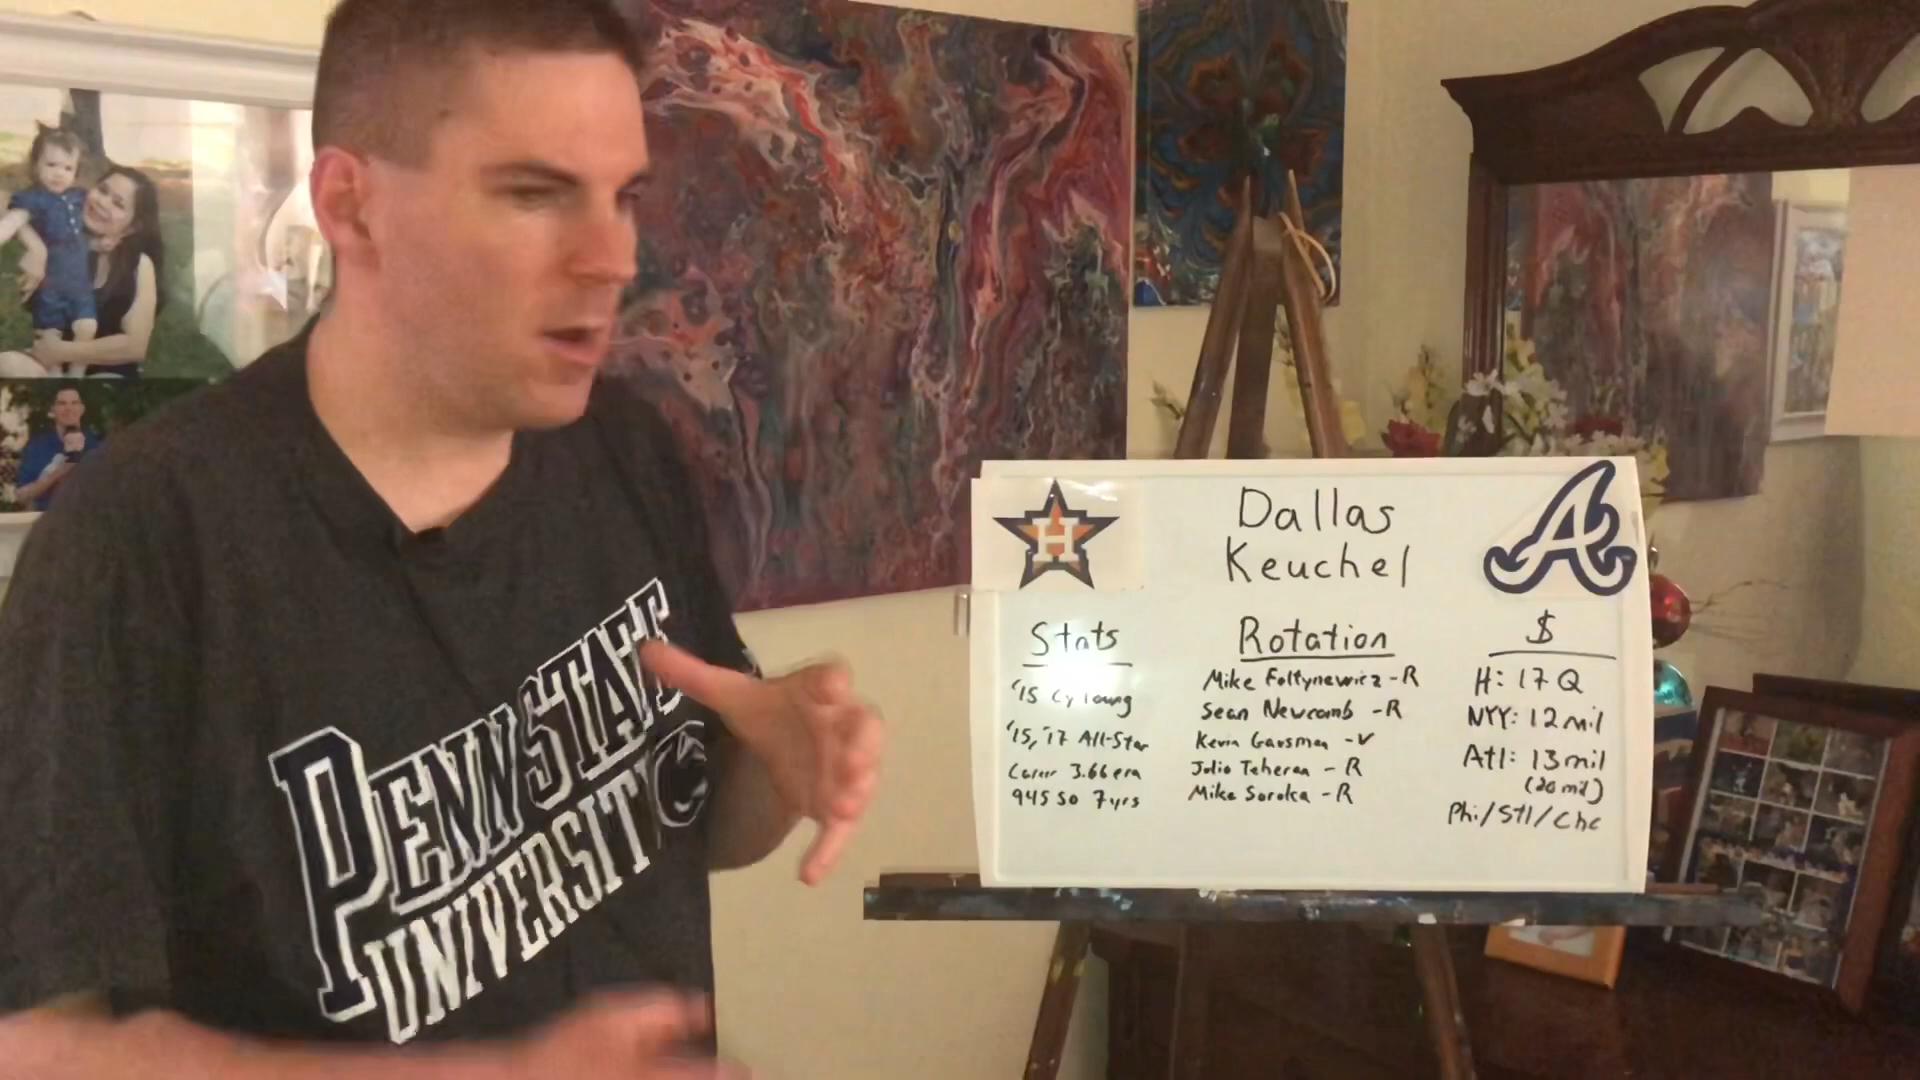 PENN STATE
UNIVERSITY
H
Dallas
Keuchel
A
Stats
'15 Cy Young
'15, '17 All-Star
Career 3.66 era
945 so 7yrs
Rotation
Mike Foltynewicz - R
Sean Newcomb - R
Kevin Gausman - V
Julio Teheran - R
Mike Soroka - R
$
H: 17 Q
NYY: 12 mil
Atl: 13 mil
(20 mil)
Phi/Stl/Chc